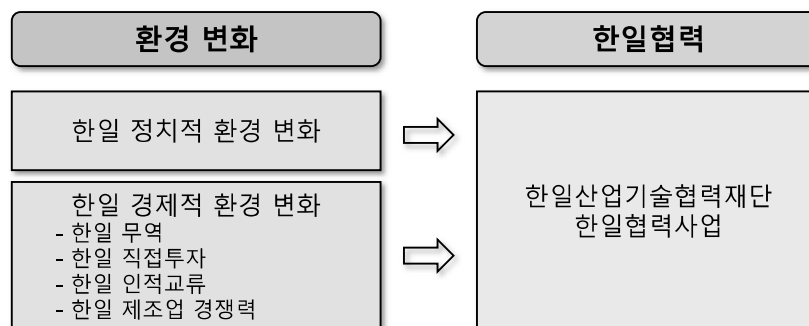 환경 변화
한일협력
한일 정치적 환경 변화
한일 경제적 환경 변화
- 한일 무역
- 한일 직접투자
- 한일 인적교류
- 한일 제조업 경쟁력
한일산업기술협력재단
한일협력사업